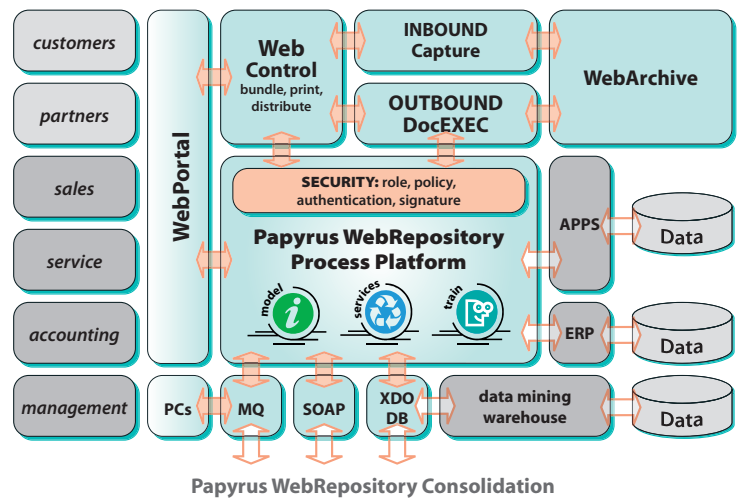 customers
partners
sales
service
accounting
management
WebPortal
PCs
Web
Control
bundle, print,
distribute
INBOUND
Capture
OUTBOUND
DocEXEC
WebArchive
SECURITY: role, policy,
authentication, signature
Papyrus WebRepository
Process Platform
model
services
train
APPS
Data
ERP
Data
MQ
SOAP
XDO
DB
data mining
warehouse
Data
Papyrus WebRepository Consolidation